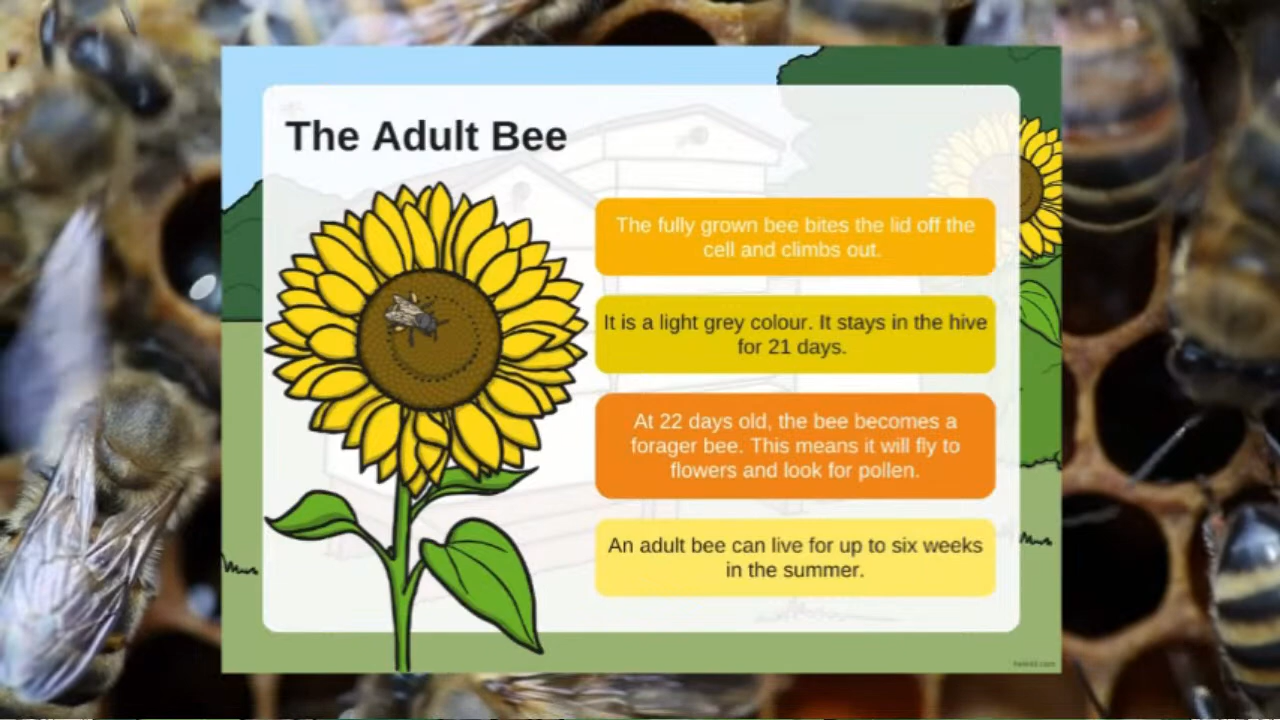 The Adult Bee
The fully grown bee bites the lid off the
cell and climbs out.
It is a light grey colour. It stays in the hive
for 21 days.
At 22 days old, the bee becomes a
forager bee. This means it will fly to
flowers and look for pollen.
An adult bee can live for up to six weeks
in the summer.